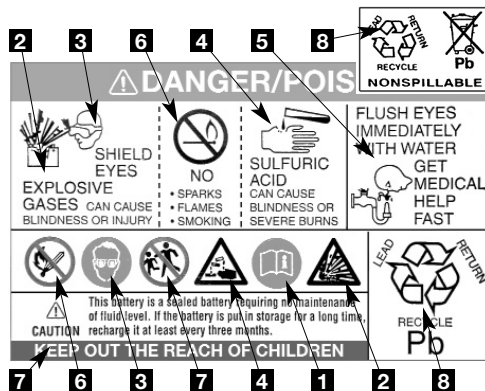 2 3 6 4 5 8
LEAD RETURN
RECYCLE
Pb
NONSPILLABLE
DANGER/POIS
SHIELD
EYES
EXPLOSIVE
GASES CAN CAUSE
BLINDNESS OR INJURY
NO
• SPARKS
• FLAMES
• SMOKING
SULFURIC
ACID
CAN CAUSE
BLINDNESS OR
SEVERE BURNS
FLUSH EYES
IMMEDIATELY
WITH WATER
GET
MEDICAL
HELP
FAST
LEAD RETURN
RECYCLE
Pb
CAUTION
This battery is a sealed battery requiring no maintenance
of fluid level. If the battery is put in storage for a long time,
recharge it at least every three months.
KEEP OUT THE REACH OF CHILDREN
7 6 3 7 4 1 2 8